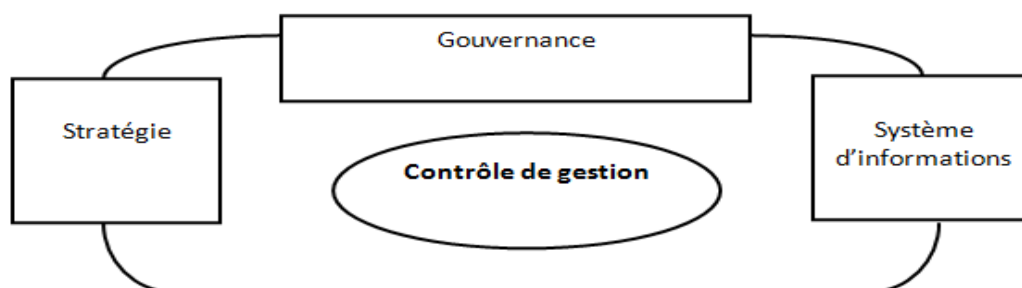 Gouvernance
Stratégie
Système
d'informations
Contrôle de gestion